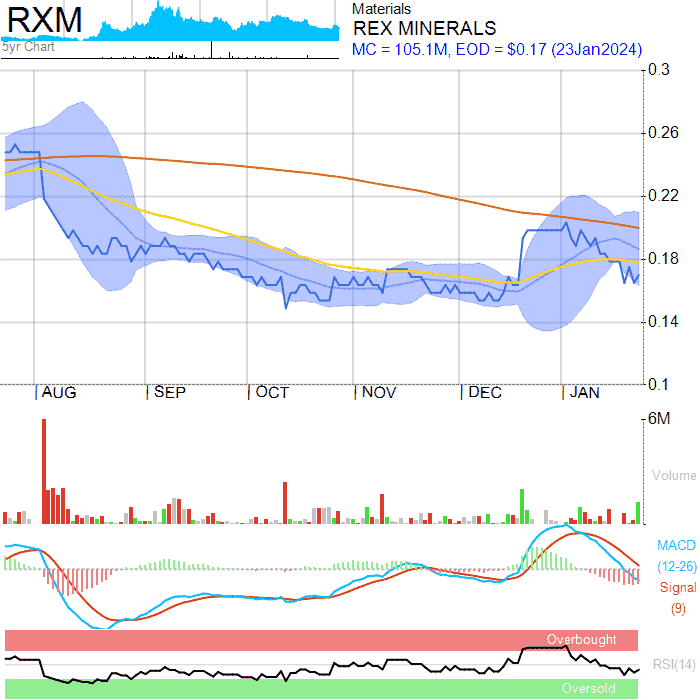 RXM
5yr Chart
Materials
REX MINERALS
MC = 105.1M, EOD = $0.17 (23Jan2024)
0.3
0.26
0.22
0.18
0.14
0.1
AUG SEP OCT NOV DEC JAN
6M
Volume
MACD
(12-26)
Signal
(9)
Overbought
RSI(14)
Oversold